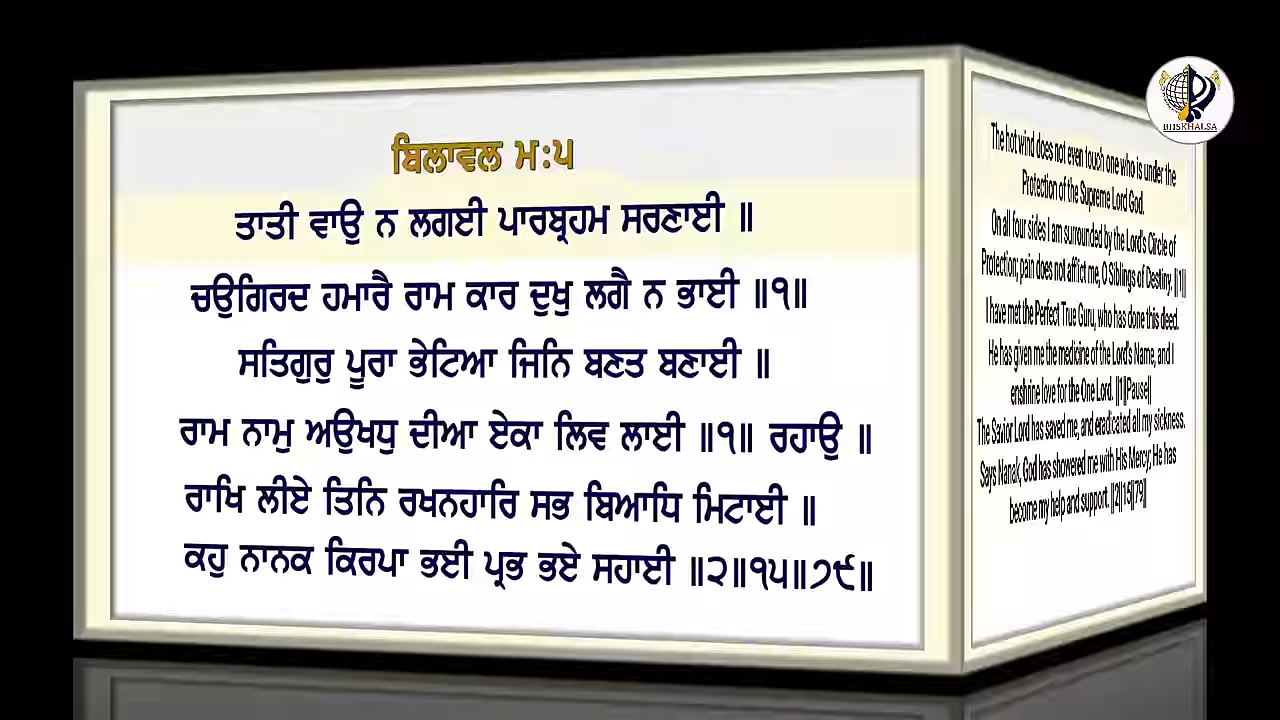 ਬਿਲਾਵਲ ਮ:੫
ਤਾਤੀ ਵਾਉ ਨ ਲਗਈ ਪਾਰਬ੍ਰਹਮ ਸਰਣਾਈ ॥
ਚਉਗਿਰਦ ਹਮਾਰੈ ਰਾਮ ਕਾਰ ਦੁਖੁ ਲਗੈ ਨ ਭਾਈ ॥੧॥
ਸਤਿਗੁਰੁ ਪੂਰਾ ਭੇਟਿਆ ਜਿਨਿ ਬਣਤ ਬਣਾਈ ॥
ਰਾਮ ਨਾਮੁ ਅਉਖਧੁ ਦੀਆ ਏਕਾ ਲਿਵ ਲਾਈ ॥੧॥ ਰਹਾਉ ॥
ਰਾਖਿ ਲੀਏ ਤਿਨਿ ਰਖਨਹਾਰਿ ਸਭ ਬਿਆਧਿ ਮਿਟਾਈ ॥
ਕਹੁ ਨਾਨਕ ਕਿਰਪਾ ਭਈ ਪ੍ਰਭ ਭਏ ਸਹਾਈ ॥੨॥੧੫॥੭੯॥
The hot wind does not even touch one who is under the
Protection of the Supreme Lord God.
On all four sides I am surrounded by the Lord's Circle of
Protection; pain does not afflict me, O Siblings of Destiny. ||1||
I have met the Perfect True Guru, who has done this deed.
He has given me the medicine of the Lord's Name, and I
enshrine love for the One Lord. ||1||Pause||
The Savior Lord has saved me, and eradicated all my sickness.
Says Nanak, God has showered me with His Mercy; He has
become my help and support. ||2||15||79||
BHSKHALSA